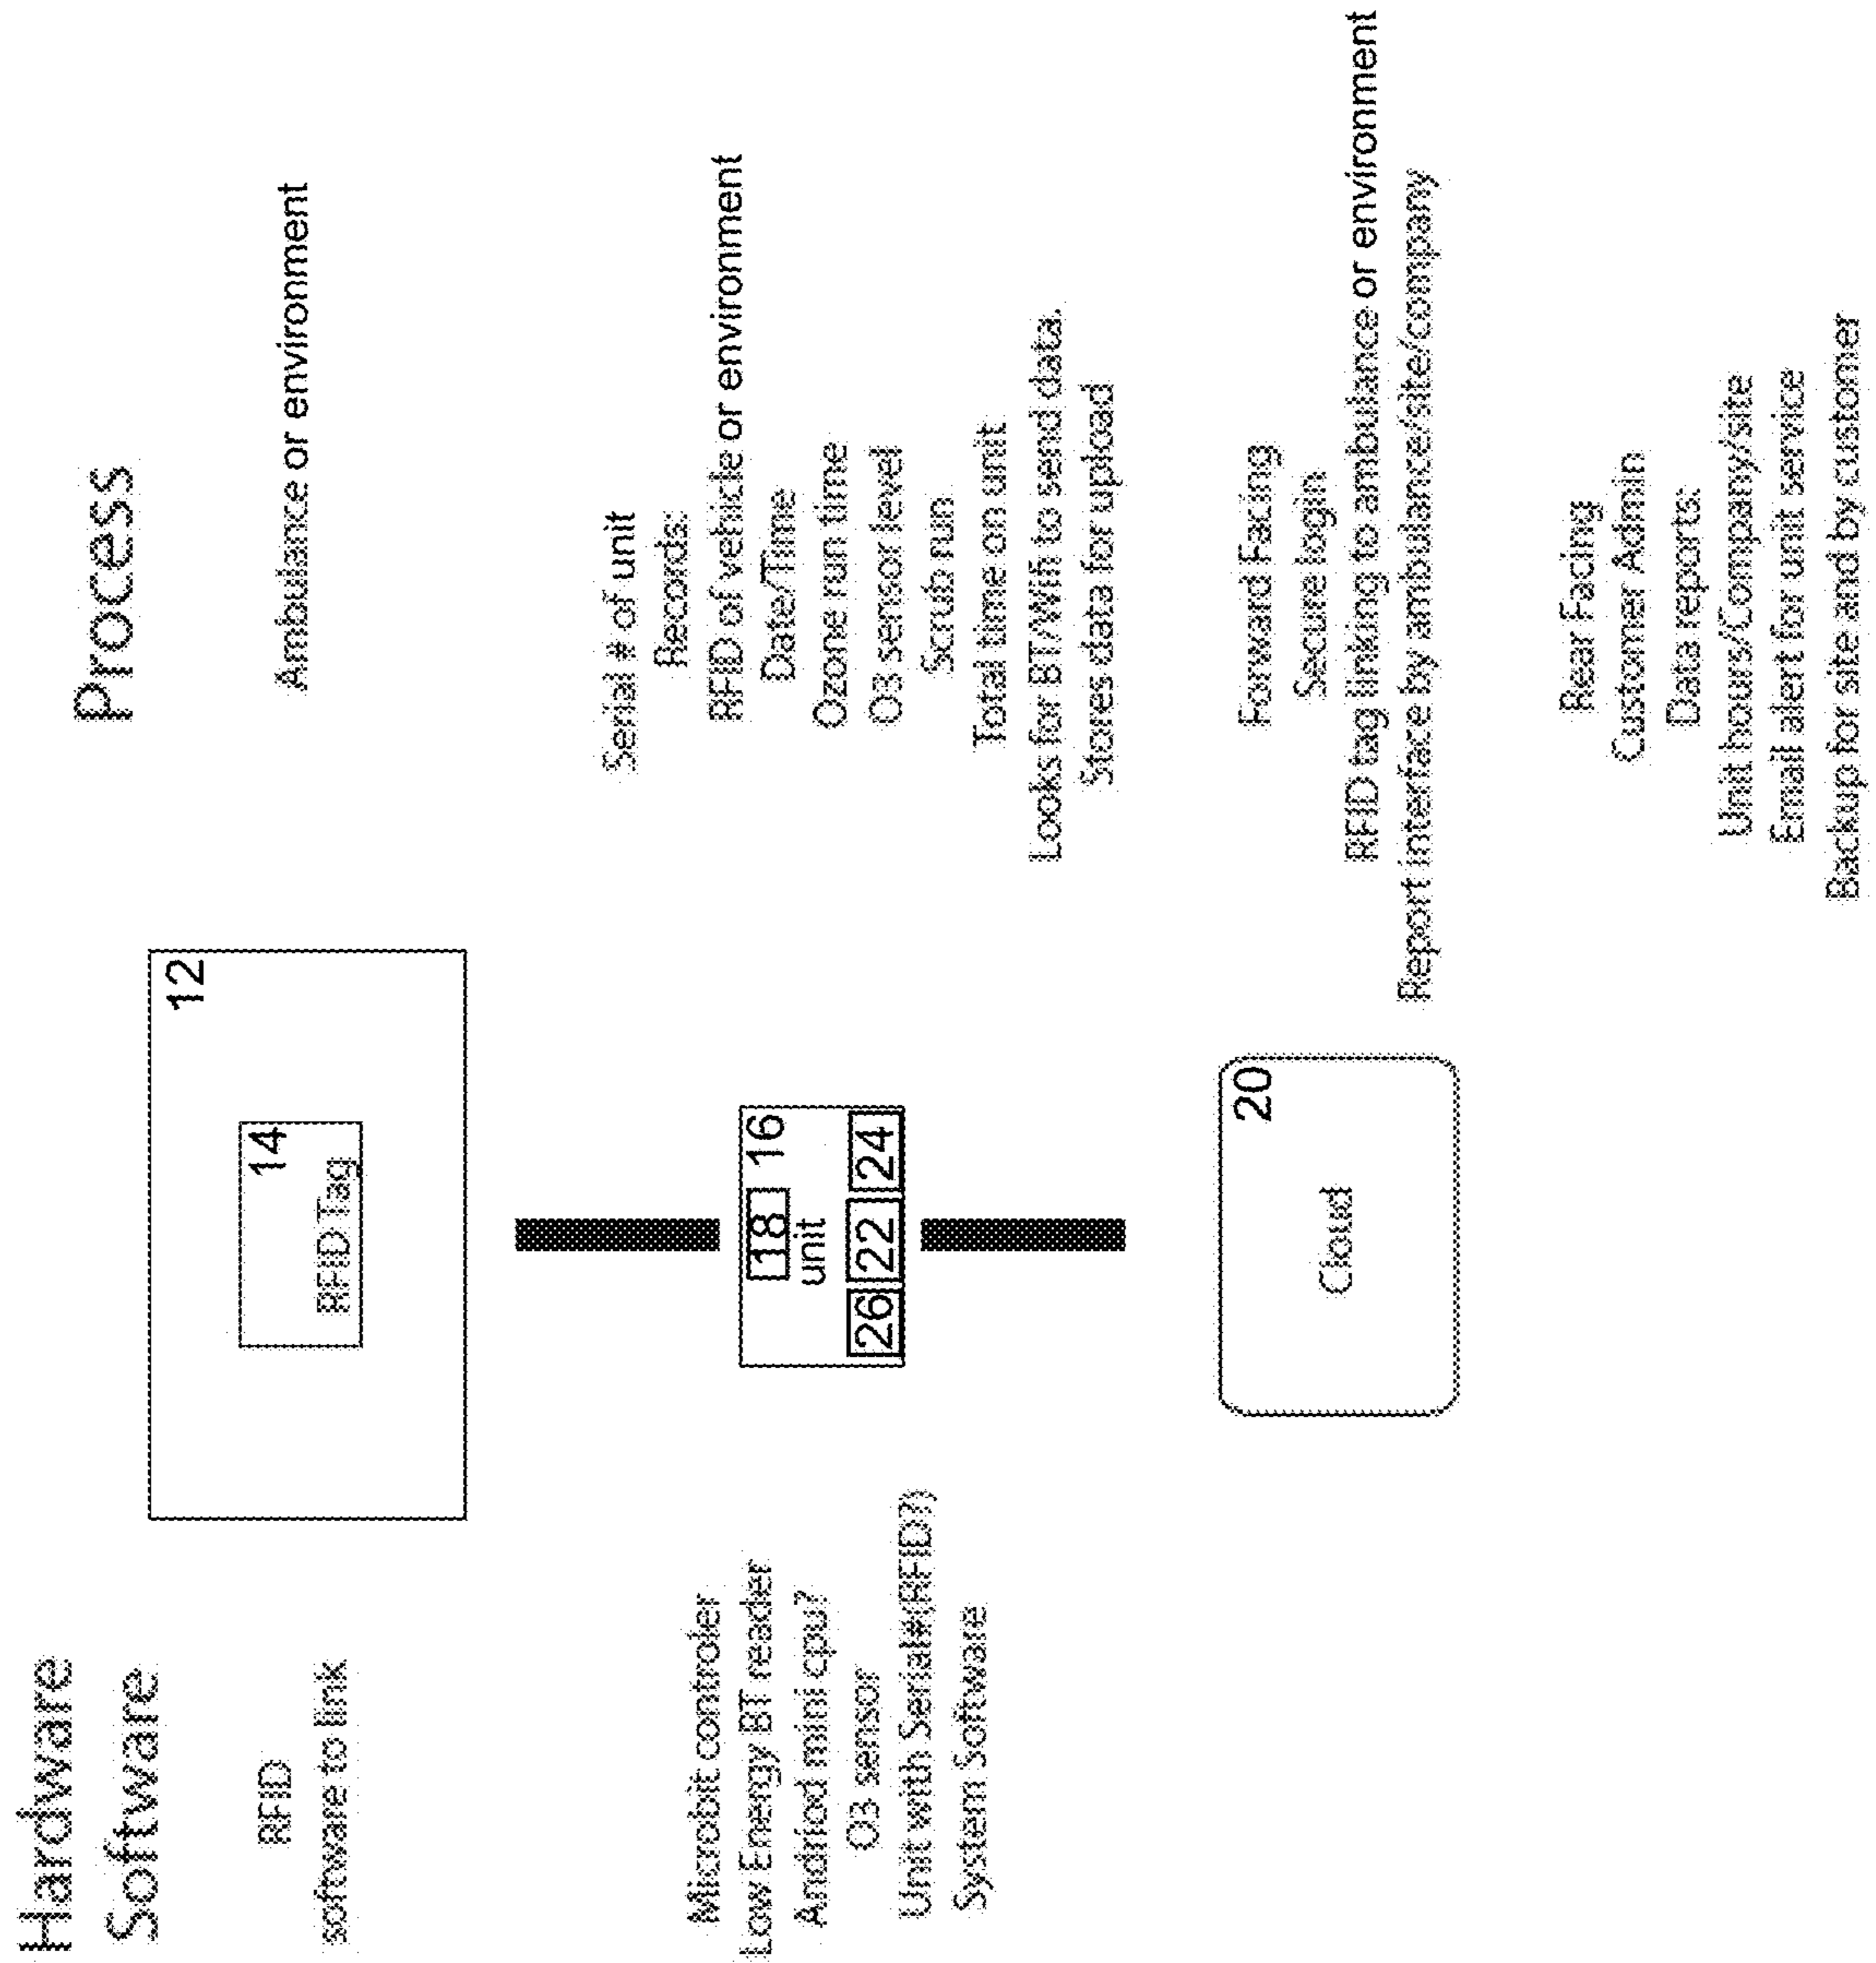 Hardware
Software
Process
RFID
software to link
12
14
RFID Tag
Ambulance or environment
Microbit controler
Low Energy BT reader
Andriod mini cpu?
O3 sensor
Unit with Serial#(RFID?)
System Software
18 16
unit
26 22 24
Serial # of unit
Records:
RFID of vehicle or environment
Date/Time
Ozone run time
O3 sensor level
Scrub run
Total time on unit
Looks for BT/Wifi to send data.
Stores data for upload
20
Cloud
Forward Facing
Secure login
RFID tag linking to ambulance or environment
Report interface by ambulance/site/company
Rear Facing
Customer Admin
Data reports:
Unit hours/Company/site
Email alert for unit service
Backup for site and by customer